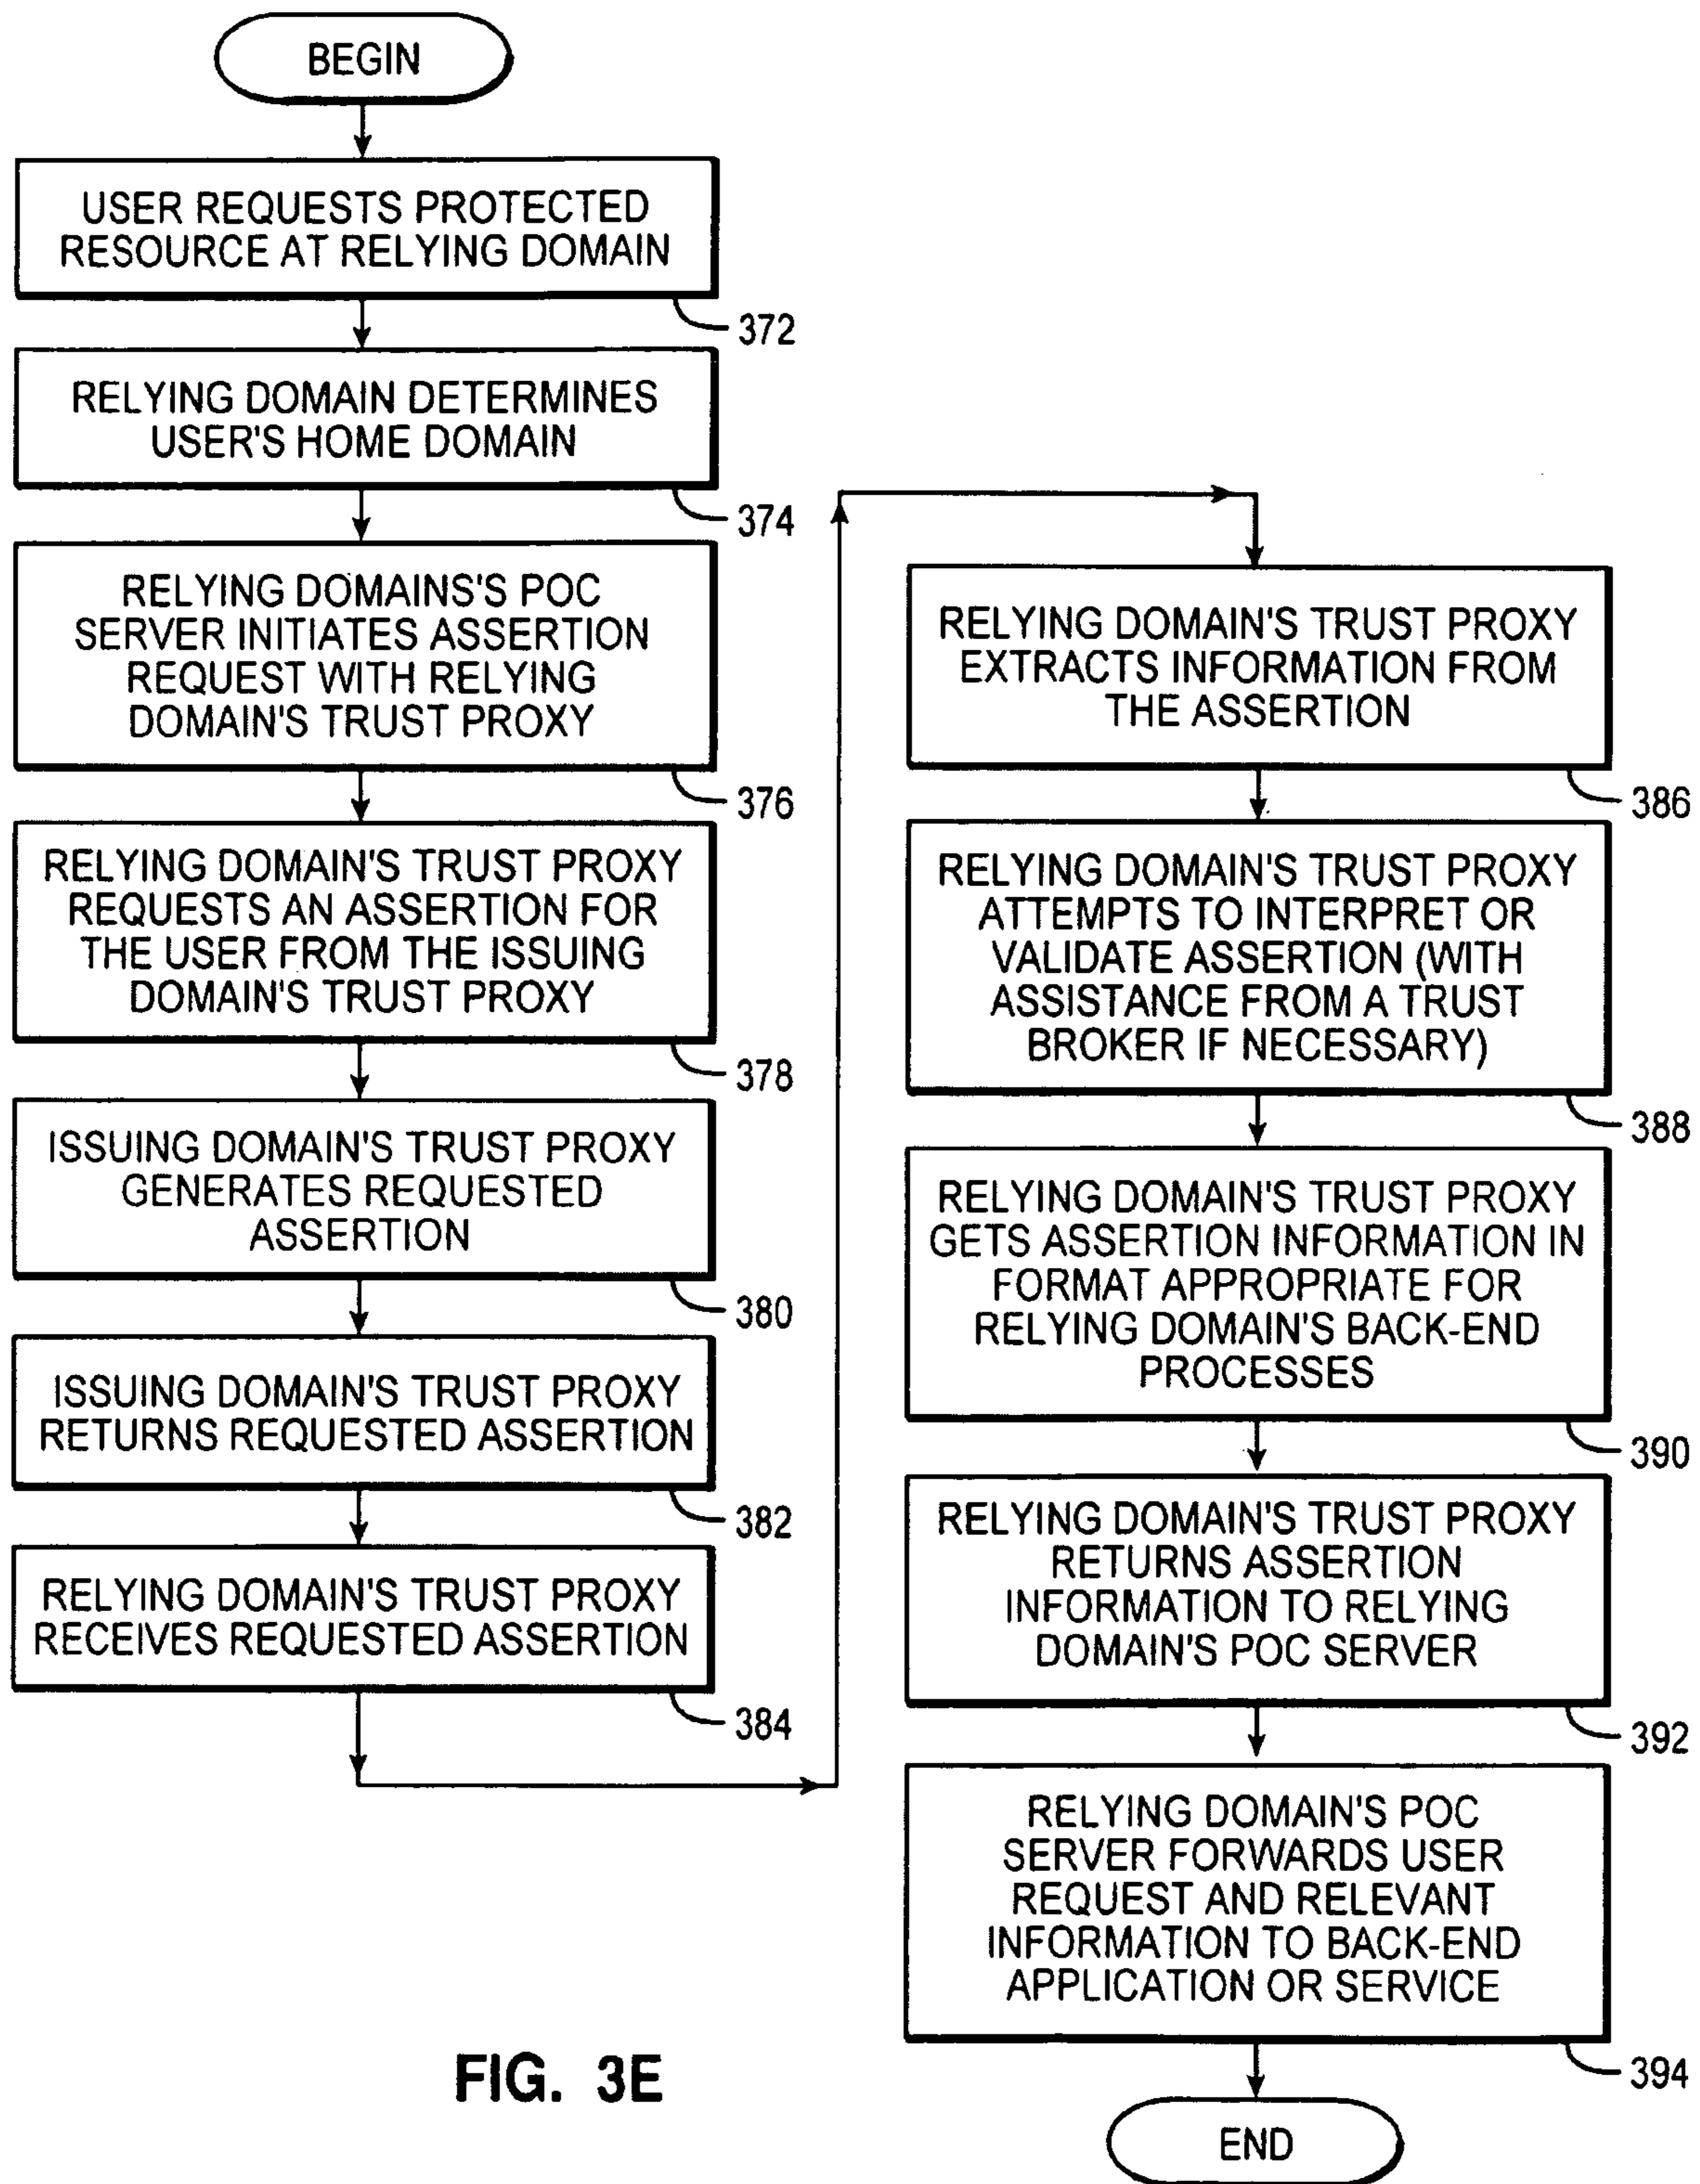 BEGIN
USER REQUESTS PROTECTED
RESOURCE AT RELYING DOMAIN
372
RELYING DOMAIN DETERMINES
USER'S HOME DOMAIN
374
RELYING DOMAINS'S POC
SERVER INITIATES ASSERTION
REQUEST WITH RELYING
DOMAIN'S TRUST PROXY
376
RELYING DOMAIN'S TRUST PROXY
REQUESTS AN ASSERTION FOR
THE USER FROM THE ISSUING
DOMAIN'S TRUST PROXY
378
ISSUING DOMAIN'S TRUST PROXY
GENERATES REQUESTED
ASSERTION
380
ISSUING DOMAIN'S TRUST PROXY
RETURNS REQUESTED ASSERTION
382
RELYING DOMAIN'S TRUST PROXY
RECEIVES REQUESTED ASSERTION
384
RELYING DOMAIN'S TRUST PROXY
EXTRACTS INFORMATION FROM
THE ASSERTION
386
RELYING DOMAIN'S TRUST PROXY
ATTEMPTS TO INTERPRET OR
VALIDATE ASSERTION (WITH
ASSISTANCE FROM A TRUST
BROKER IF NECESSARY)
388
RELYING DOMAIN'S TRUST PROXY
GETS ASSERTION INFORMATION IN
FORMAT APPROPRIATE FOR
RELYING DOMAIN'S BACK-END
PROCESSES
390
RELYING DOMAIN'S TRUST PROXY
RETURNS ASSERTION
INFORMATION TO RELYING
DOMAIN'S POC SERVER
392
RELYING DOMAIN'S POC
SERVER FORWARDS USER
REQUEST AND RELEVANT
INFORMATION TO BACK-END
APPLICATION OR SERVICE
394
END
FIG. 3E